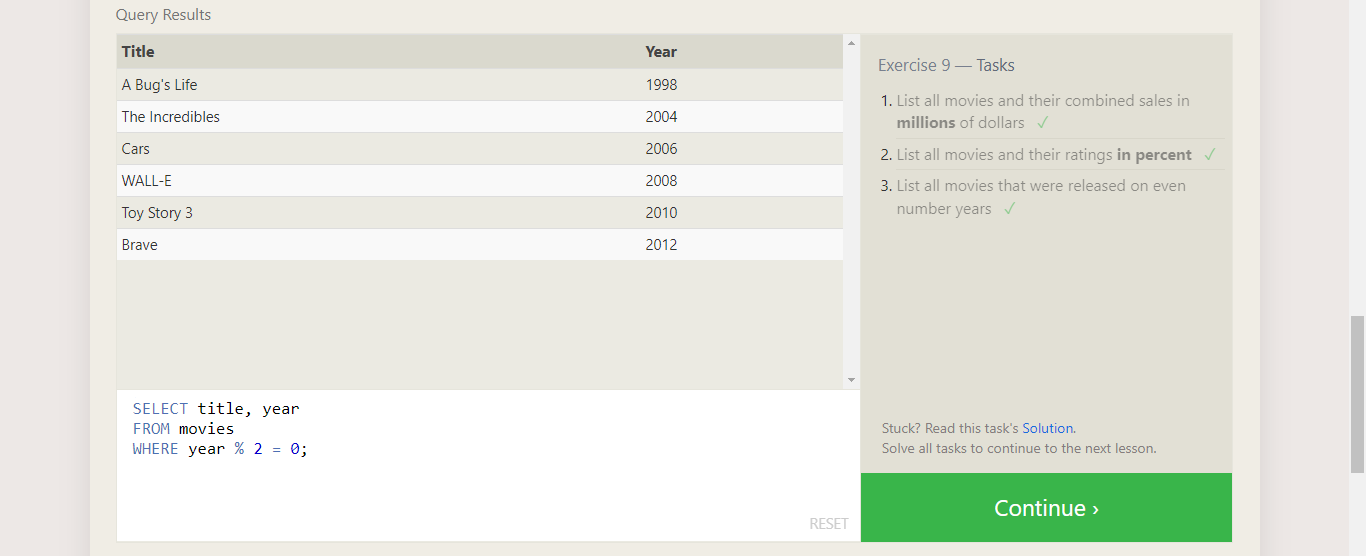 Query Results
Title Year
A Bug's Life 1998
The Incredibles 2004
Cars 2006
WALL-E 2008
Toy Story 3 2010
Brave 2012
SELECT title, year
FROM movies
WHERE year % 2 = 0;
RESET
Exercise 9 — Tasks
1. List all movies and their combined sales in
millions of dollars ✓
2. List all movies and their ratings in percent ✓
3. List all movies that were released on even
number years ✓
Stuck? Read this task's Solution.
Solve all tasks to continue to the next lesson.
Continue ›